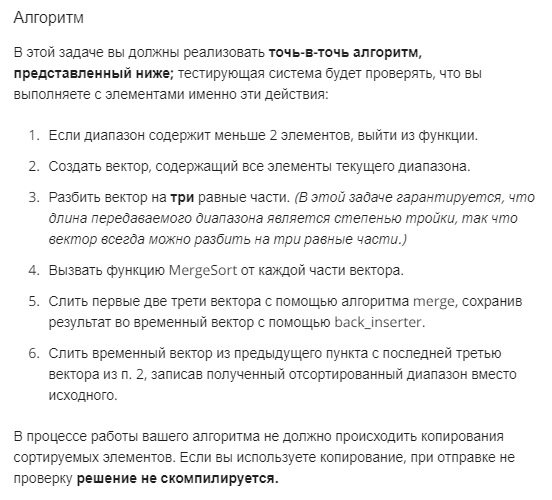 Алгоритм
В этой задаче вы должны реализовать точь-в-точь алгоритм,
представленный ниже; тестирующая система будет проверять, что вы
выполняете с элементами именно эти действия:
1. Если диапазон содержит меньше 2 элементов, выйти из функции.
2. Создать вектор, содержащий все элементы текущего диапазона.
3. Разбить вектор на три равные части. (В этой задаче гарантируется, что
длина передаваемого диапазона является степенью тройки, так что
вектор всегда можно разбить на три равные части.)
4. Вызвать функцию MergeSort от каждой части вектора.
5. Слить первые две трети вектора с помощью алгоритма merge, сохранив
результат во временный вектор с помощью back_inserter.
6. Слить временный вектор из предыдущего пункта с последней третью
вектора из п. 2, записав полученный отсортированный диапазон вместо
исходного.
В процессе работы вашего алгоритма не должно происходить копирования
сортируемых элементов. Если вы используете копирование, при отправке не
проверку решение не скомпилируется.